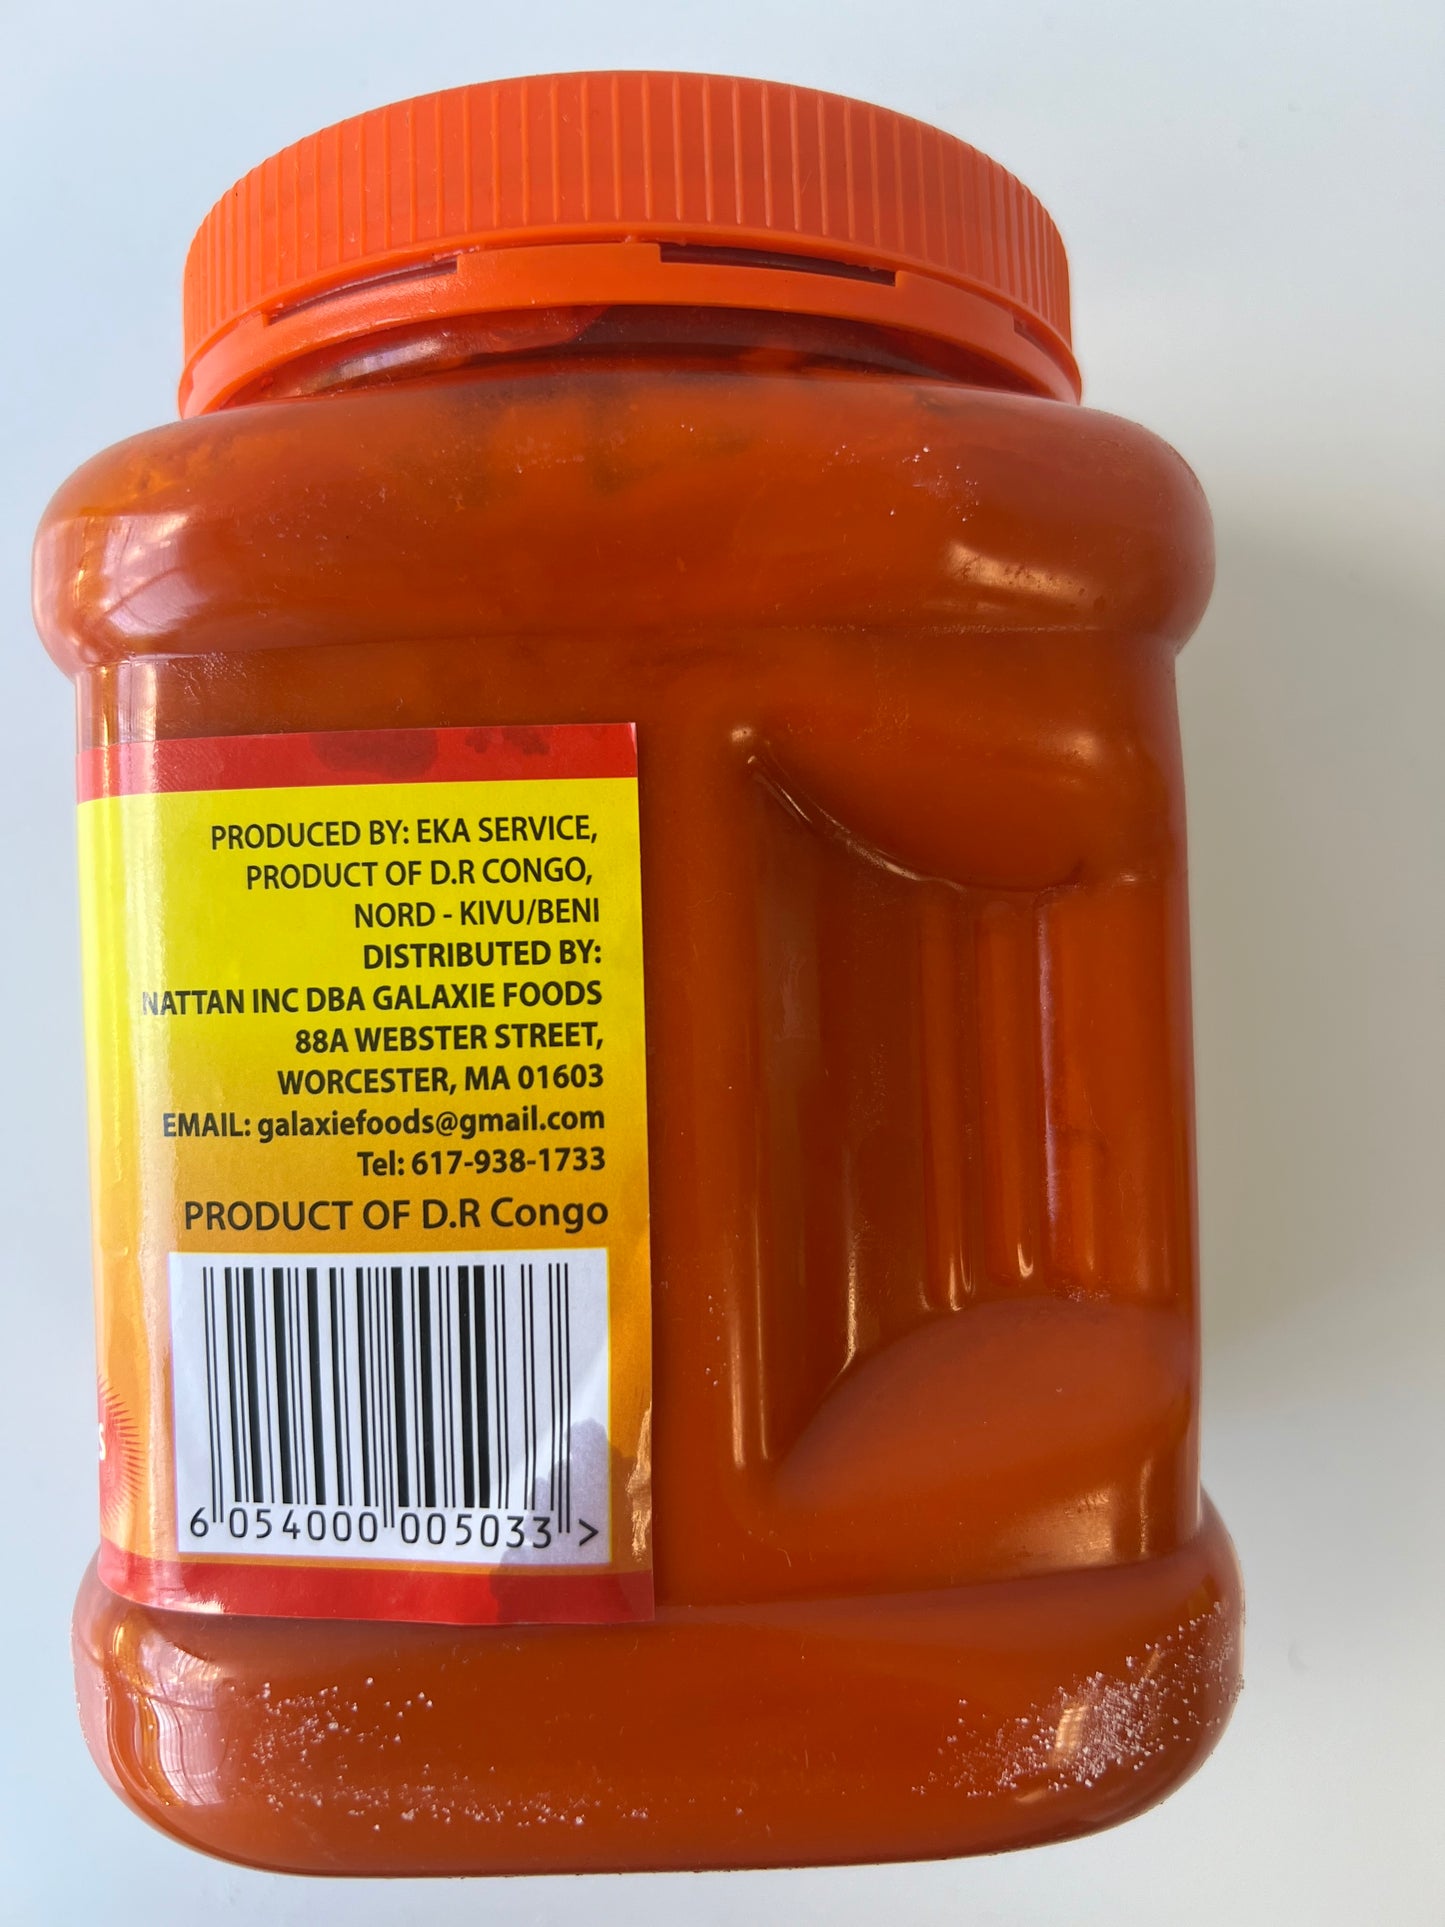 PRODUCED BY: EKA SERVICE,
PRODUCT OF D.R CONGO,
NORD - KIVU/BENI
DISTRIBUTED BY:
NATTAN INC DBA GALAXIE FOODS
88A WEBSTER STREET,
WORCESTER, MA 01603
EMAIL: galaxiefoods@gmail.com
Tel: 617-938-1733
PRODUCT OF D.R Congo
6 054000 005033 >